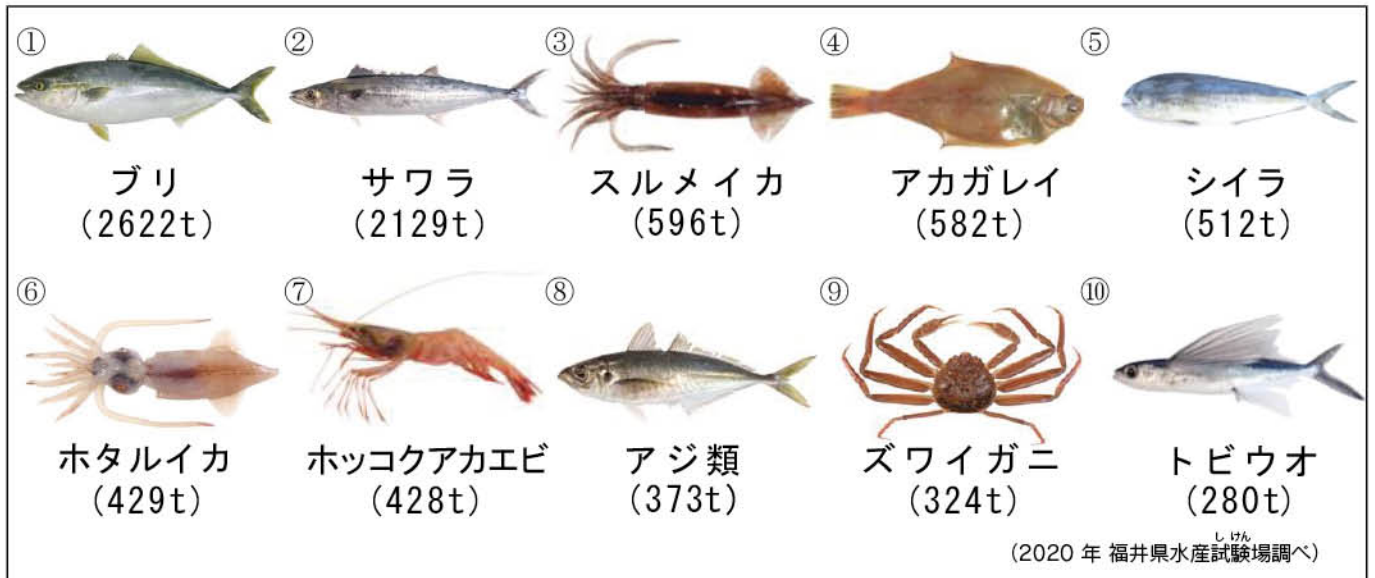 ① ② ③ ④ ⑤
ブリ サワラ スルメイカ アカガレイ シイラ
(2622t) (2129t) (596t) (582t) (512t)
⑥ ⑦ ⑧ ⑨ ⑩
ホタルイカ ホッコクアカエビ アジ類 ズワイガニ トビウオ
(429t) (428t) (373t) (324t) (280t)
しけん
(2020 年 福井県水産試験場調べ)